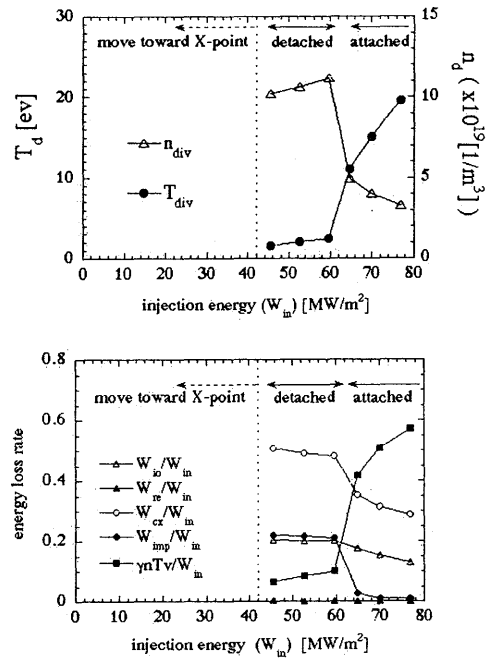 move toward X-point detached attached
T_d [ev]
n_d ( x10^19[1/m^3])
30
20
10
0
15
10
5
0
n_div
T_div
0 10 20 30 40 50 60 70 80
injection energy (W_in) [MW/m^2]
move toward X-point detached attached
energy loss rate
0.8
0.6
0.4
0.2
0
W_io/W_in
W_re/W_in
W_cx/W_in
W_imp/W_in
γnTv/W_in
0 10 20 30 40 50 60 70 80
injection energy (W_in) [MW/m^2]